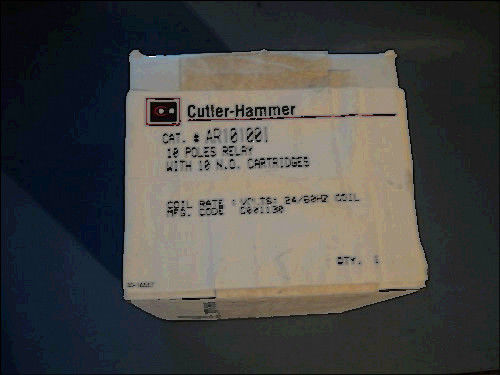 Cutler-Hammer
CAT. # AR101001
10 POLES RELAY
WITH 10 N.O. CARTRIDGES
COIL RATE : VOLTS: 24/60HZ COIL
MFG. CODE
QTY. 1